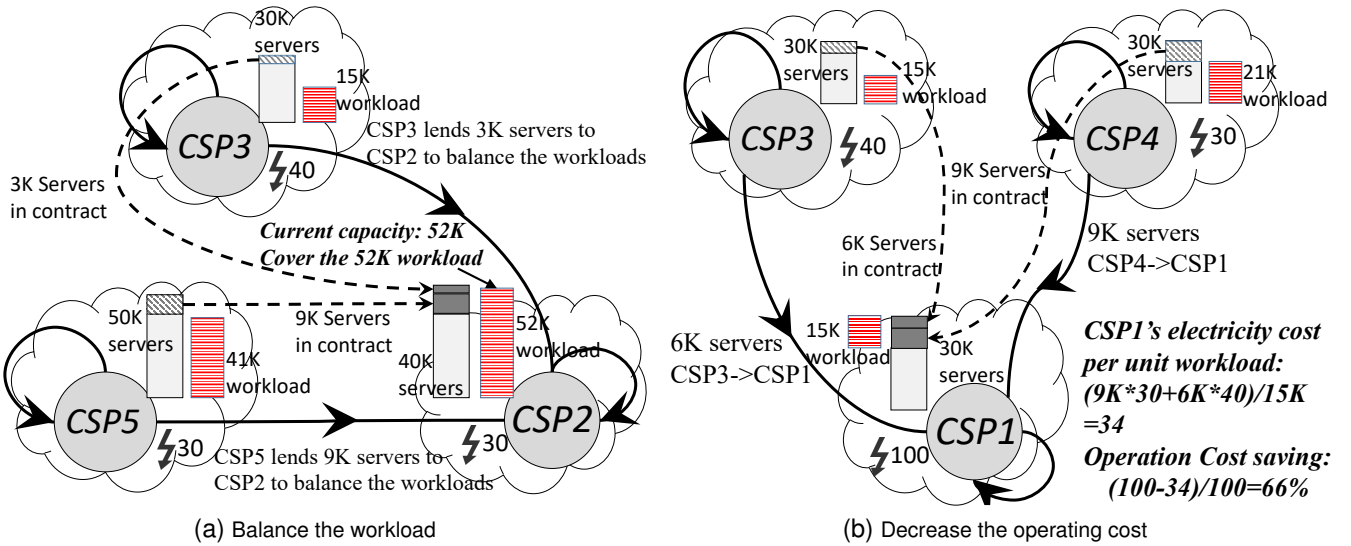 30K
servers
15K
workload
CSP3
40
CSP3 lends 3K servers to
CSP2 to balance the workloads
3K Servers
in contract
Current capacity: 52K
Cover the 52K workload
50K
servers
41K
workload
9K Servers
in contract
40K
servers
52K
workload
CSP5
30
CSP5 lends 9K servers to
CSP2 to balance the workloads
30
CSP2
(a) Balance the workload
30K
servers
15K
workload
CSP3
40
30K
servers
21K
workload
CSP4
30
9K Servers
in contract
6K Servers
in contract
9K servers
CSP4->CSP1
6K servers
CSP3->CSP1
15K
workload
30K
servers
CSP1
100
CSP1's electricity cost
per unit workload:
(9K*30+6K*40)/15K
=34
Operation Cost saving:
(100-34)/100=66%
(b) Decrease the operating cost